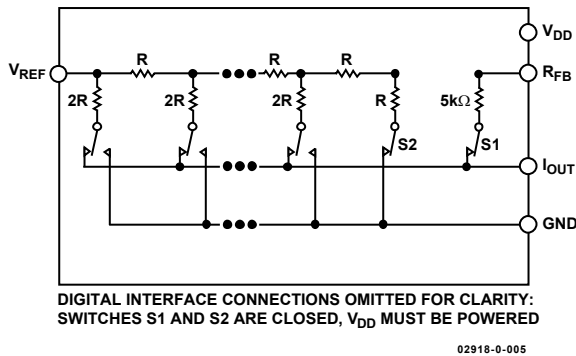 V_DD
V_REF R R R R_FB
2R 2R 2R R 5kΩ
S2 S1
I_OUT
GND
DIGITAL INTERFACE CONNECTIONS OMITTED FOR CLARITY:
SWITCHES S1 AND S2 ARE CLOSED, V_DD MUST BE POWERED
02918-0-005